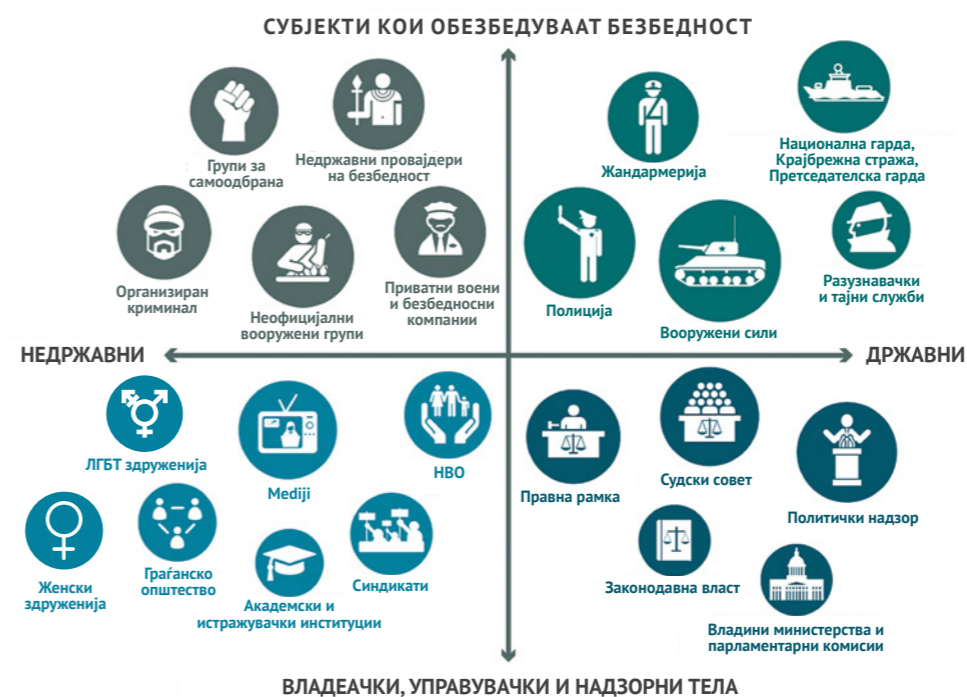 СУБЈЕКТИ КОИ ОБЕЗБЕДУВААТ БЕЗБЕДНОСТ
Групи за
самоодбрана
Недржавни провајдери
на безбедност
Организиран
криминал
Неофицијални
вооружени групи
Приватни воени
и безбедносни
компании
Жандармерија
Национална гарда,
Крајбрежна стража,
Претседателска гарда
Полиција
Вооружени сили
Разузнавачки
и тајни служби
НЕДРЖАВНИ
ДРЖАВНИ
ЛГБТ здруженија
Mediji
НВО
Женски
здруженија
Граѓанско
општество
Академски и
истражувачки институции
Синдикати
Правна рамка
Судски совет
Политички надзор
Законодавна власт
Владини министерства и
парламентарни комисии
ВЛАДЕАЧКИ, УПРАВУВАЧКИ И НАДЗОРНИ ТЕЛА